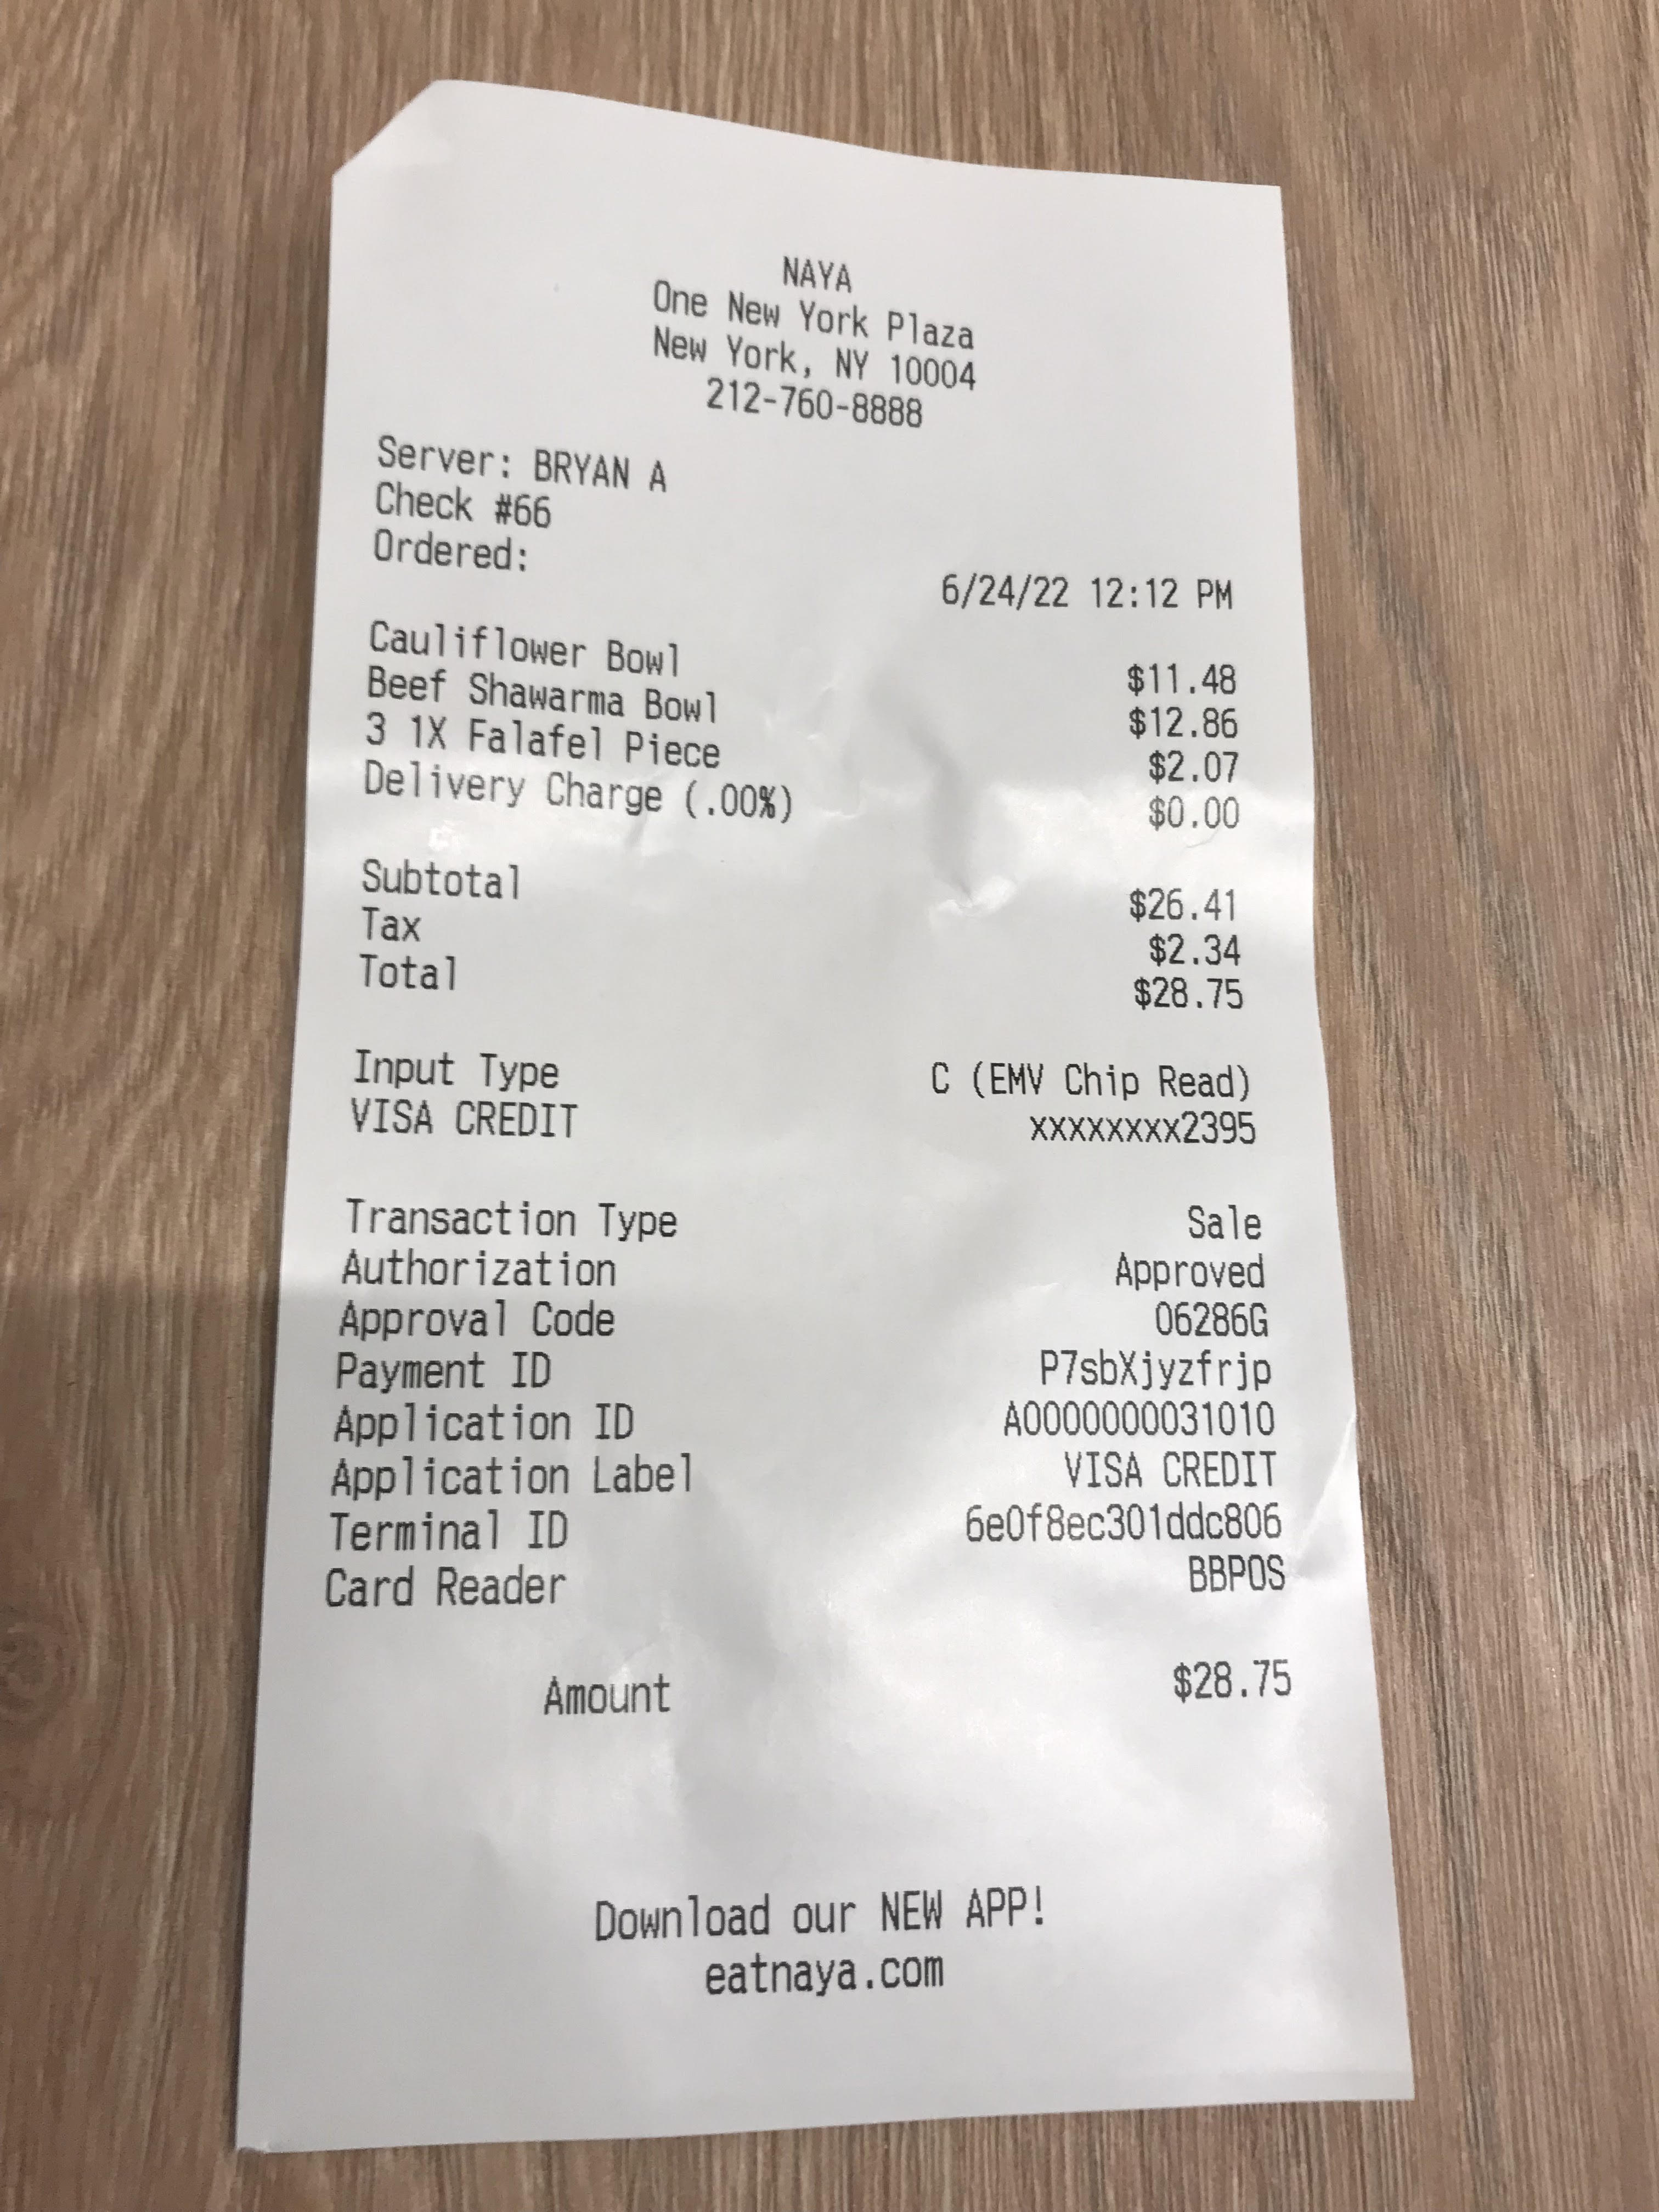 NAYA
One New York Plaza
New York, NY 10004
212-760-8888
Server: BRYAN A
Check #66
Ordered: 6/24/22 12:12 PM
Cauliflower Bowl $11.48
Beef Shawarma Bowl $12.86
3 1X Falafel Piece $2.07
Delivery Charge (.00%) $0.00
Subtotal $26.41
Tax $2.34
Total $28.75
Input Type C (EMV Chip Read)
VISA CREDIT xxxxxxxx2395
Transaction Type Sale
Authorization Approved
Approval Code 06286G
Payment ID P7sbXjyzfrjp
Application ID A0000000031010
Application Label VISA CREDIT
Terminal ID 6e0f8ec301ddc806
Card Reader BBPOS
Amount $28.75
Download our NEW APP!
eatnaya.com